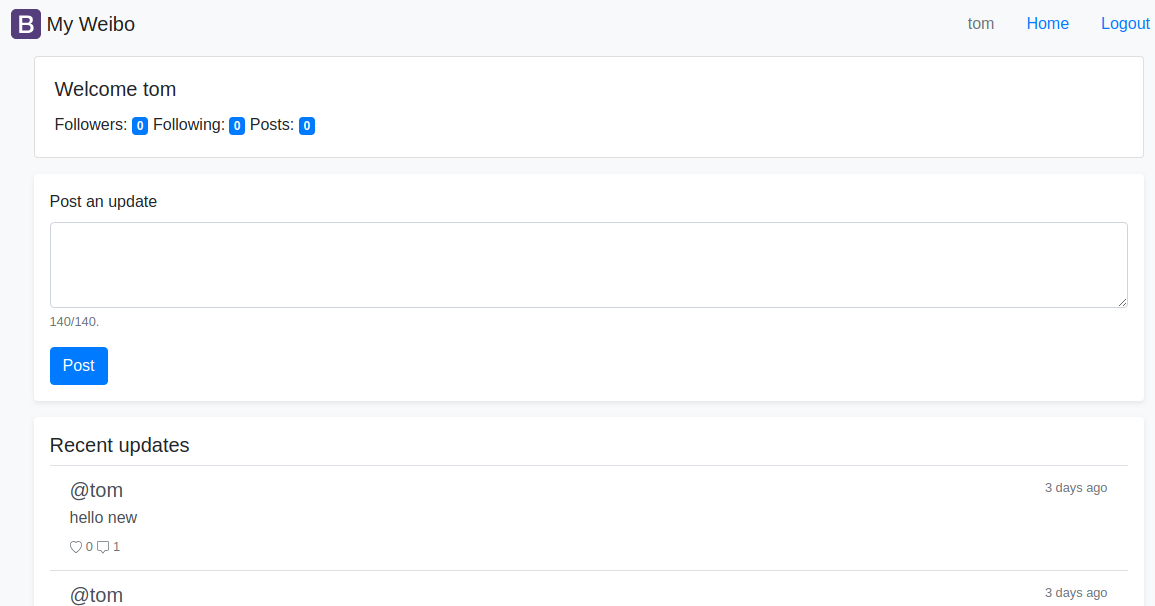 B My Weibo tom Home Logout
Welcome tom
Followers: 0 Following: 0 Posts: 0
Post an update
140/140.
Post
Recent updates
@tom 3 days ago
hello new
0 1
@tom 3 days ago